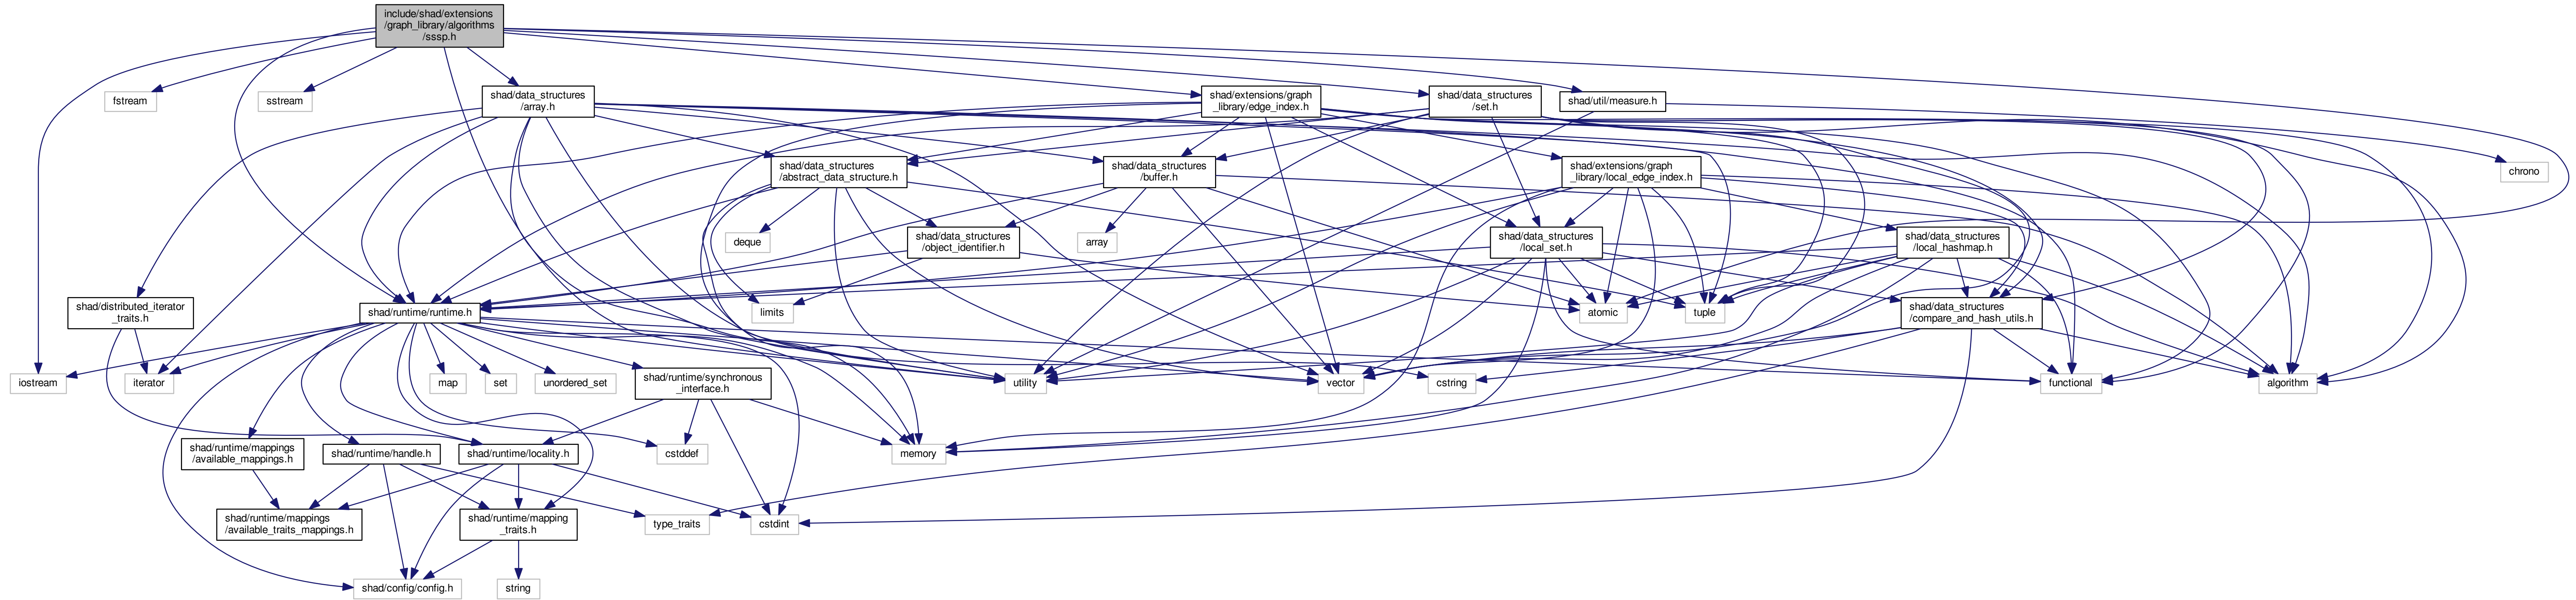 include/shad/extensions
/graph_library/algorithms
/sssp.h
fstream
sstream
shad/data_structures
/array.h
shad/extensions/graph
_library/edge_index.h
shad/data_structures
/set.h
shad/util/measure.h
shad/data_structures
/abstract_data_structure.h
shad/data_structures
/buffer.h
shad/extensions/graph
_library/local_edge_index.h
chrono
deque
shad/data_structures
/object_identifier.h
array
shad/data_structures
/local_set.h
shad/data_structures
/local_hashmap.h
shad/distributed_iterator
_traits.h
shad/runtime/runtime.h
limits
atomic
tuple
shad/data_structures
/compare_and_hash_utils.h
iostream
iterator
map
set
unordered_set
shad/runtime/synchronous
_interface.h
utility
vector
cstring
functional
algorithm
shad/runtime/mappings
/available_mappings.h
shad/runtime/handle.h
shad/runtime/locality.h
cstddef
memory
shad/runtime/mappings
/available_traits_mappings.h
shad/runtime/mapping
_traits.h
type_traits
cstdint
shad/config/config.h
string